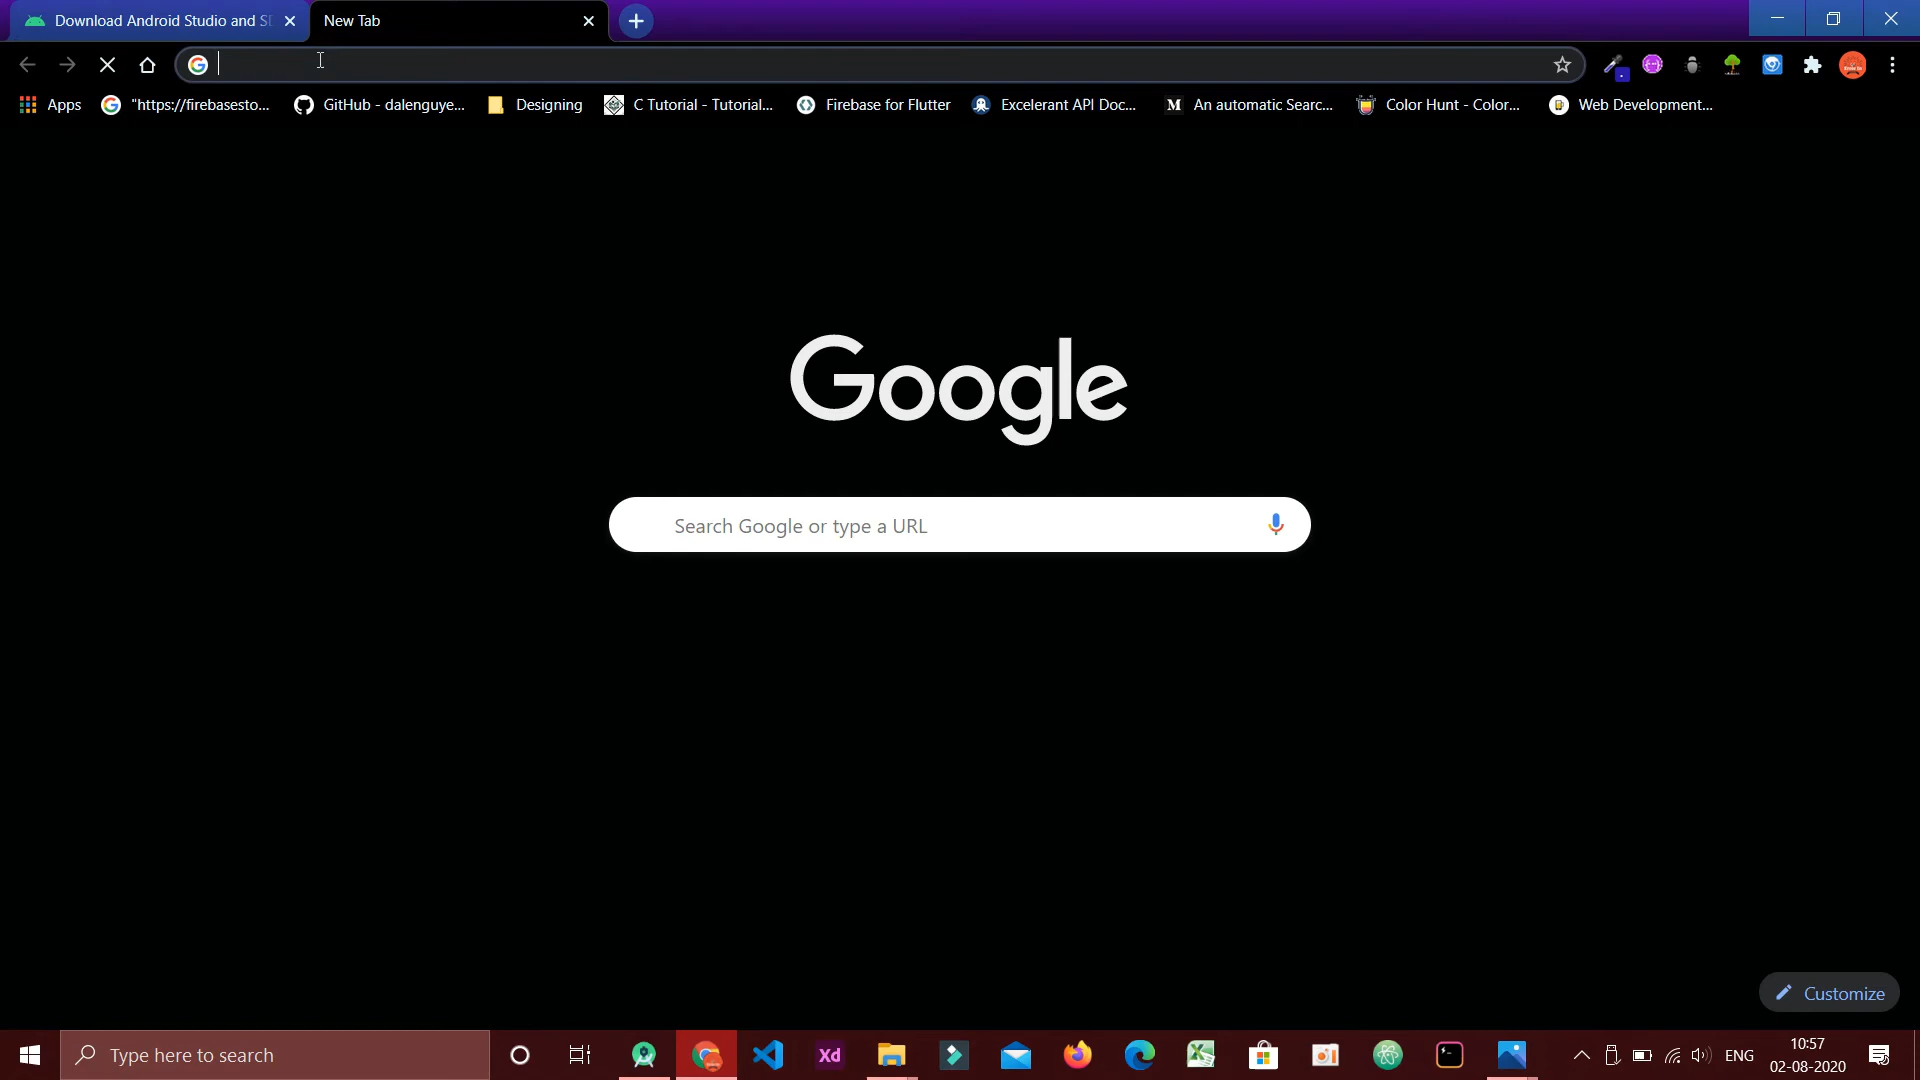 Download Android Studio and S
New Tab
Apps
"https://firebasesto...
GitHub - dalenguye...
Designing
C Tutorial - Tutorial...
Firebase for Flutter
Excelerant API Doc...
M An automatic Searc...
Color Hunt - Color...
Web Development...
Google
Search Google or type a URL
Customize
Type here to search
Xd
ENG
10:57
02-08-2020